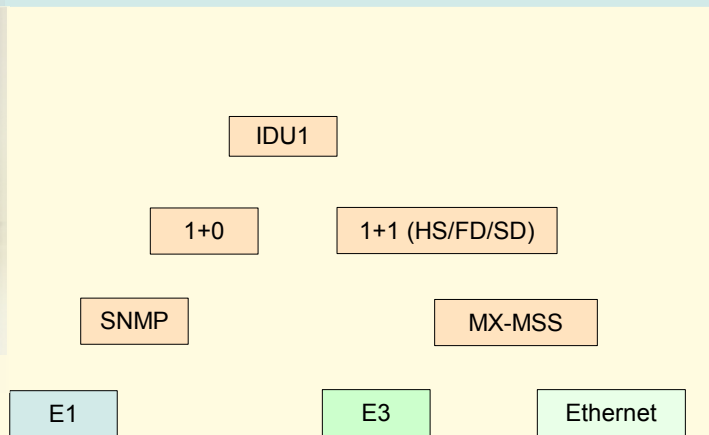 IDU1
1+0
1+1 (HS/FD/SD)
SNMP
MX-MSS
E1
E3
Ethernet